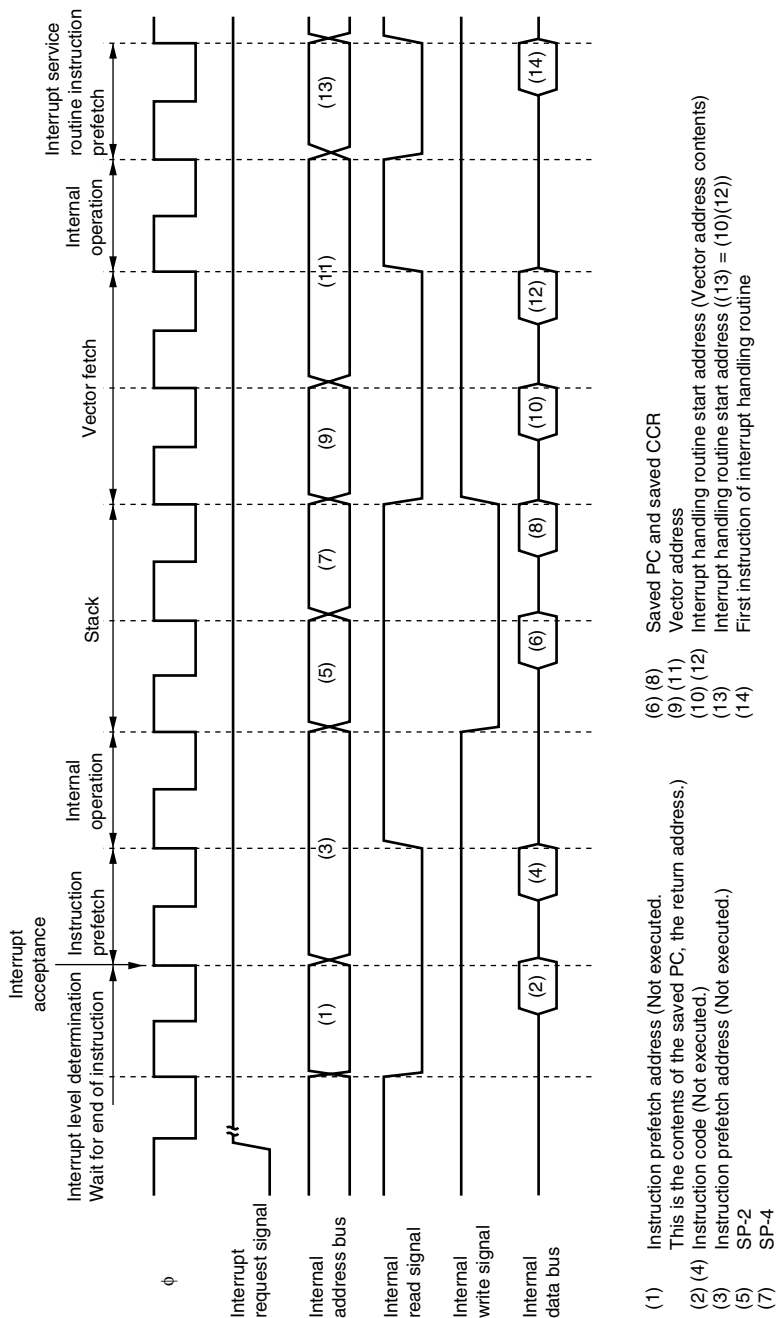 Interrupt
acceptance
Interrupt level determination
Wait for end of instruction
Instruction
prefetch
Internal
operation
Stack
Vector fetch
Internal
operation
Interrupt service
routine instruction
prefetch
φ
Interrupt
request signal
Internal
address bus
(1)
(3)
(5)
(7)
(9)
(11)
(13)
Internal
read signal
Internal
write signal
Internal
data bus
(2)
(4)
(6)
(8)
(10)
(12)
(14)
(1) Instruction prefetch address (Not executed.
This is the contents of the saved PC, the return address.)
(2) (4) Instruction code (Not executed.)
(3) Instruction prefetch address (Not executed.)
(5) SP-2
(7) SP-4
(6) (8) Saved PC and saved CCR
(9) (11) Vector address
(10) (12) Interrupt handling routine start address (Vector address contents)
(13) Interrupt handling routine start address ((13) = (10)(12))
(14) First instruction of interrupt handling routine